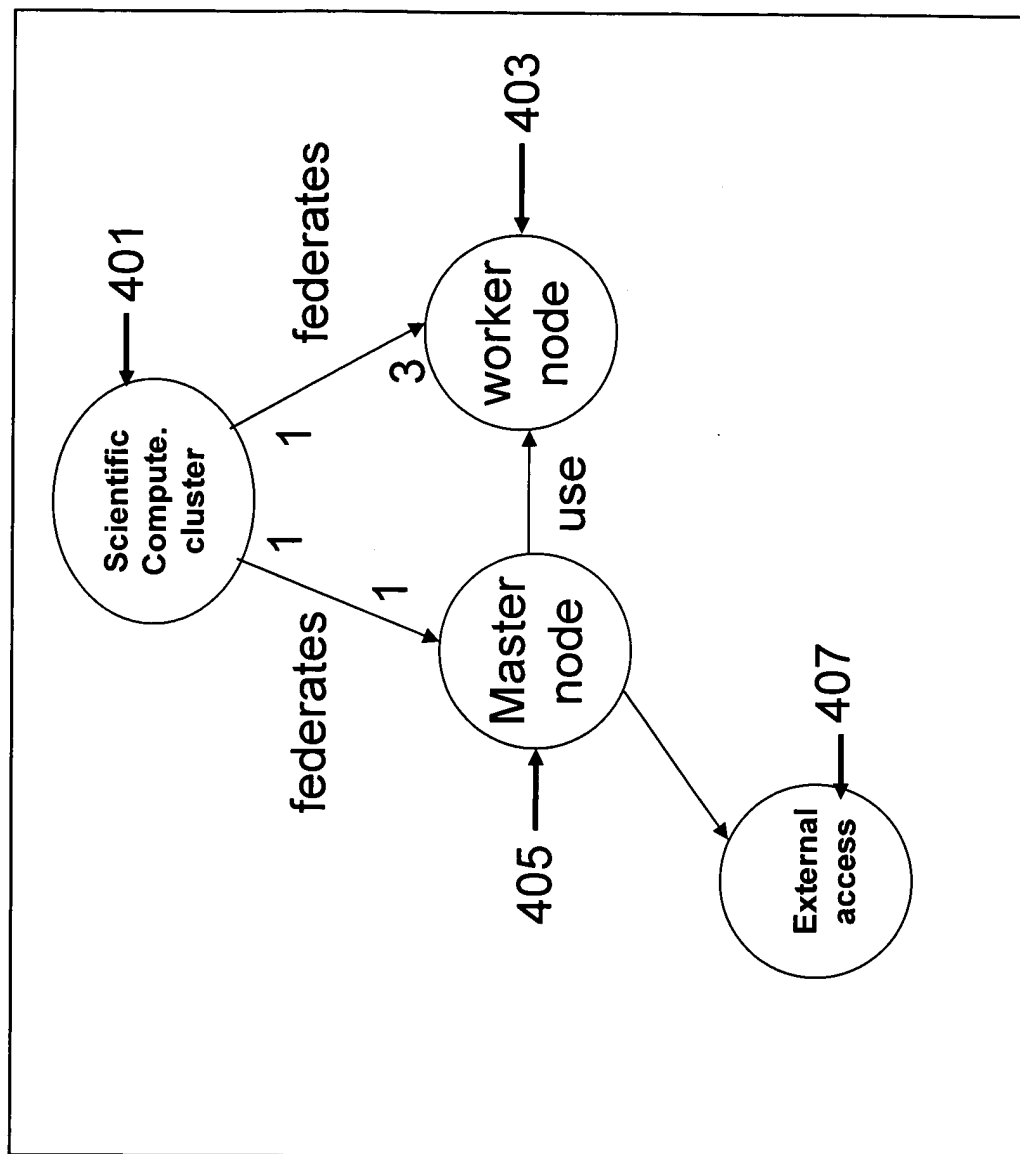 401
Scientific
Compute.
cluster
federates
1
1
federates
1
3
405
Master
node
use
worker
node
403
External
access
407